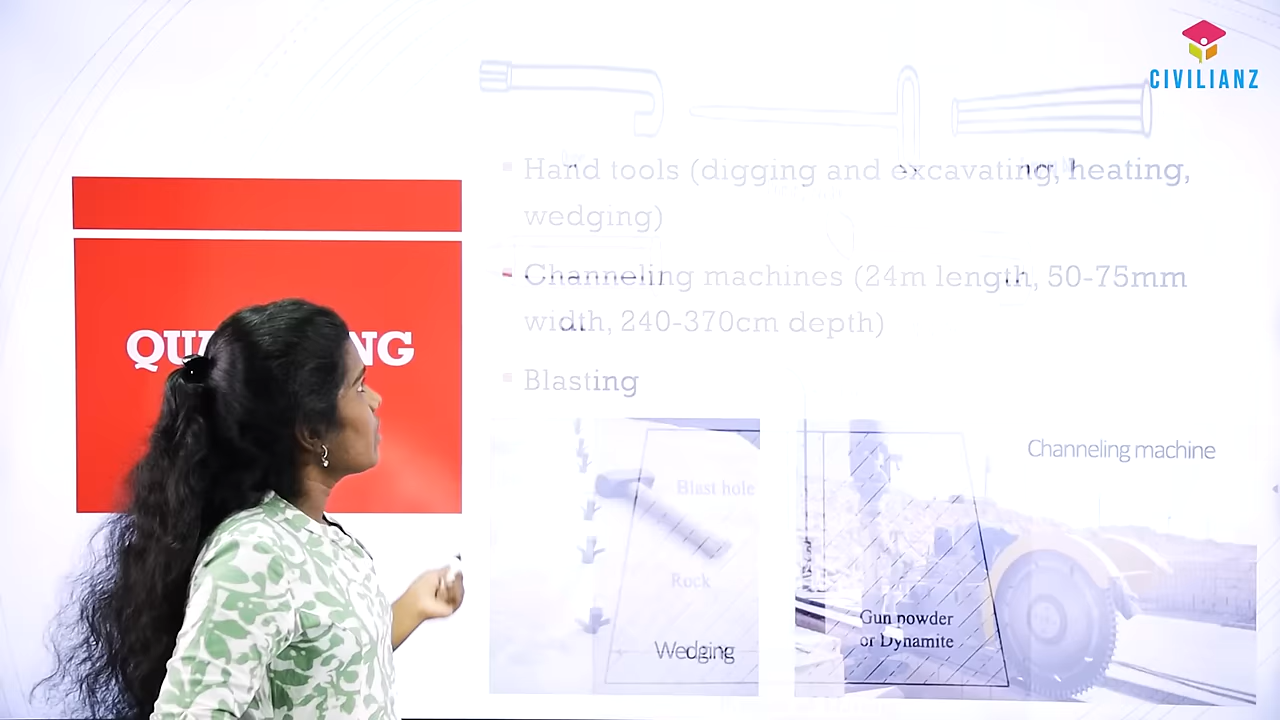 CIVILIANZ
Hand tools (digging and excavating, heating,
wedging)
Channeling machines (24m length, 50-75mm
width, 240-370cm depth)
Blasting
Channeling machine
Blast hole
Rock
Wedging
Gun powder
or Dynamite